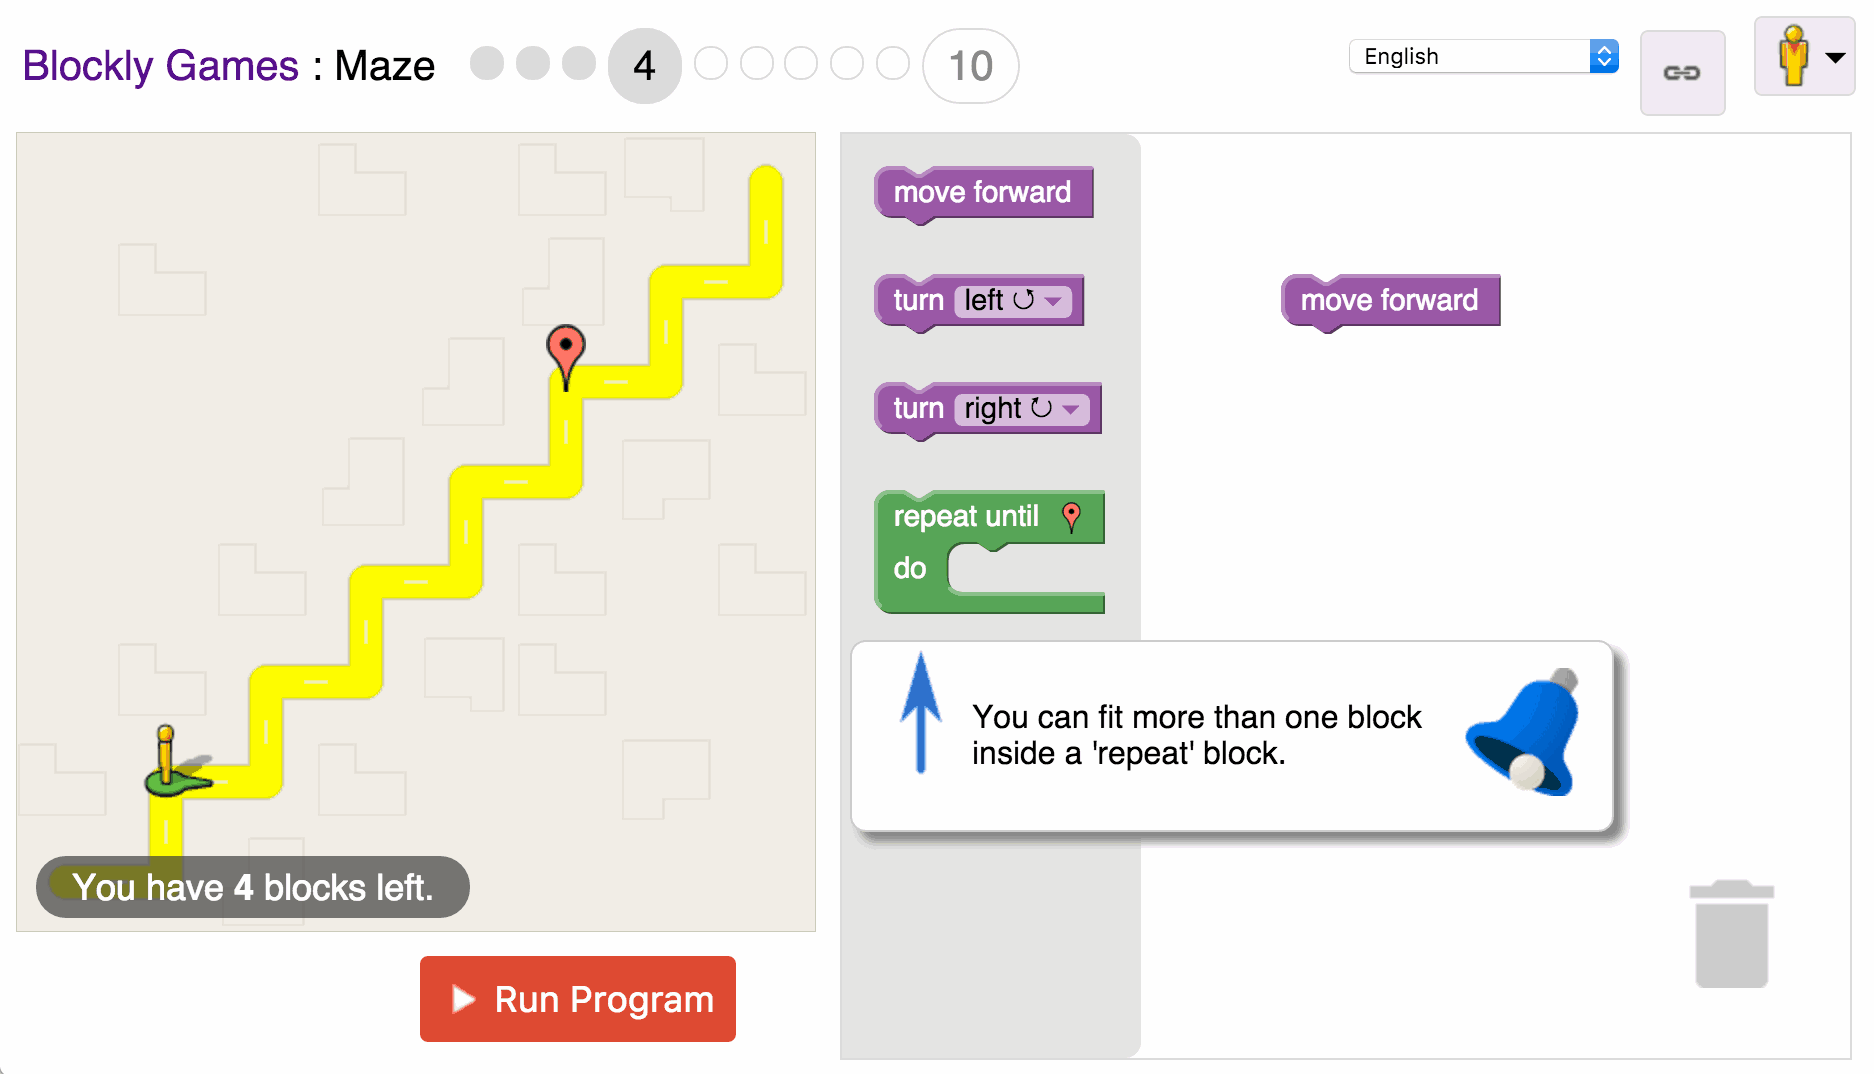 Blockly Games : Maze 4 10
English
move forward
turn left
turn right
repeat until
do
move forward
You can fit more than one block
inside a 'repeat' block.
You have 4 blocks left.
Run Program